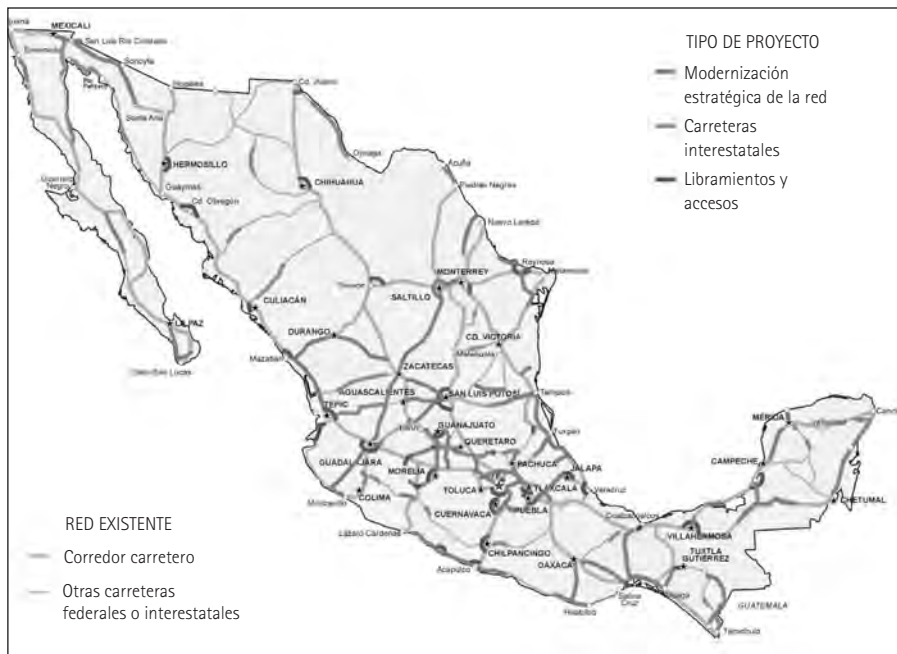 MEXICALI
San Luis Río Colorado
Sonoyta
Nogales
Cd. Juárez
Santa Ana
Ojinaga
HERMOSILLO
CHIHUAHUA
Acuña
Piedras Negras
Guaymas
Guerrero
Negro
Cd. Obregón
Nuevo Laredo
Reynosa
Matamoros
MONTERREY
SALTILLO
CULIACÁN
LA PAZ
DURANGO
CD. VICTORIA
Mazatlán
Cabo San Lucas
ZACATECAS
AGUASCALIENTES
SAN LUIS POTOSÍ
Tampico
TEPIC
GUANAJUATO
Tuxpan
QUERÉTARO
MÉRIDA
GUADALAJARA
PACHUCA
JALAPA
CAMPECHE
MORELIA
TOLUCA
TLAXCALA
Veracruz
Manzanillo
COLIMA
PUEBLA
CHETUMAL
CUERNAVACA
Coatzacoalcos
VILLAHERMOSA
Lázaro Cárdenas
CHILPANCINGO
TUXTLA
GUTIÉRREZ
OAXACA
Acapulco
Salina
Cruz
Huatulco
GUATEMALA
Tapachula
TIPO DE PROYECTO
Modernización
estratégica de la red
Carreteras
interestatales
Libramientos y
accesos
RED EXISTENTE
Corredor carretero
Otras carreteras
federales o interestatales